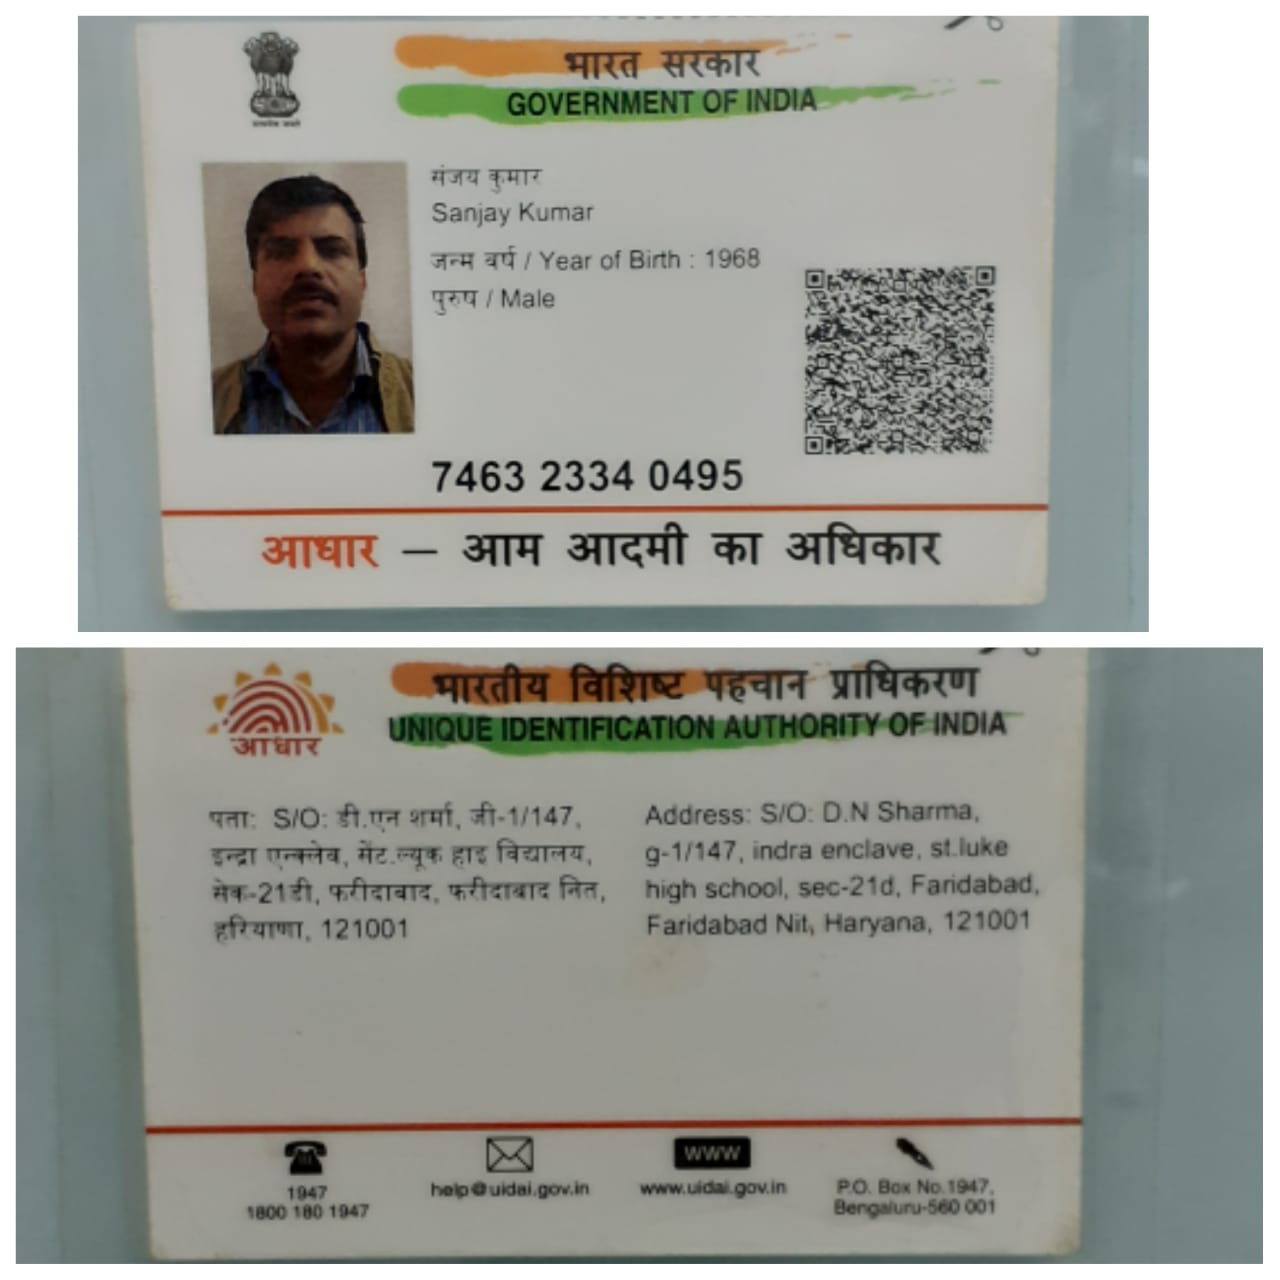 भारत सरकार
GOVERNMENT OF INDIA
संजय कुमार
Sanjay Kumar
जन्म वर्ष / Year of Birth : 1968
पुरुष / Male
7463 2334 0495
आधार – आम आदमी का अधिकार
भारतीय विशिष्ट पहचान प्राधिकरण
UNIQUE IDENTIFICATION AUTHORITY OF INDIA
आधार
पता: S/O: डी.एन शर्मा, जी-1/147,
इन्द्रा एन्क्लेव, सेंट.ल्यूक हाइ विद्यालय,
सेक-21डी, फरीदाबाद, फरीदाबाद नित,
हरियाणा, 121001
Address: S/O: D.N Sharma,
g-1/147, indra enclave, st.luke
high school, sec-21d, Faridabad,
Faridabad Nit, Haryana, 121001
1947
1800 180 1947
help@uidai.gov.in
www
www.uidai.gov.in
P.O. Box No.1947,
Bengaluru-560 001